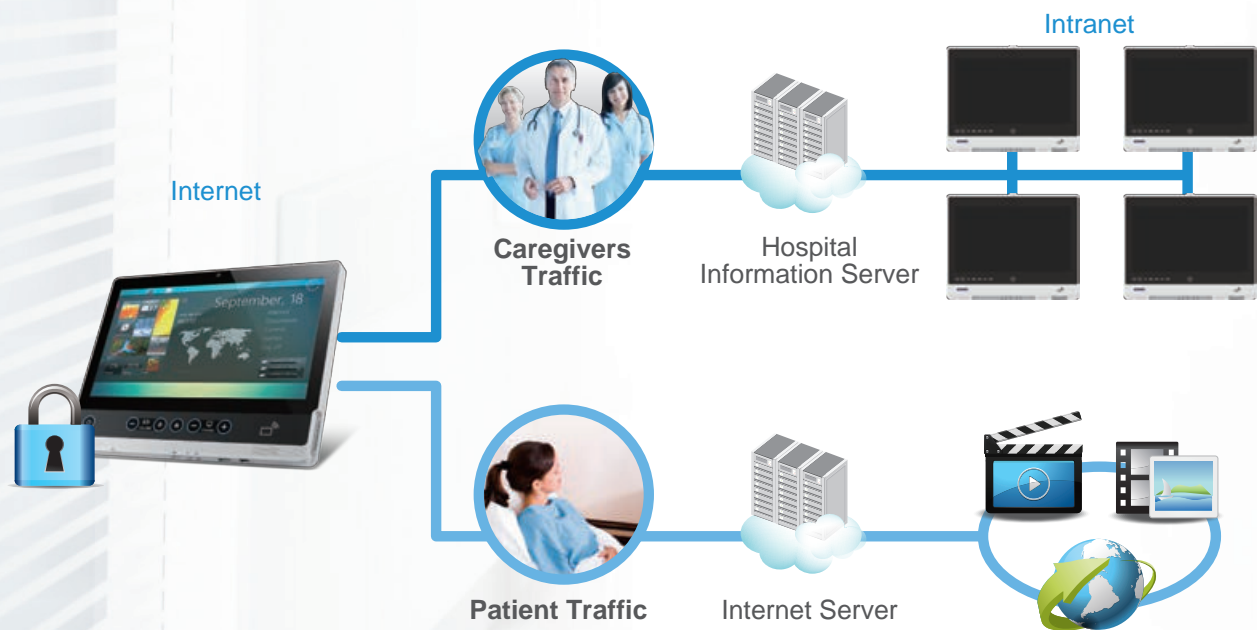 Intranet
Internet
Caregivers
Traffic
Hospital
Information Server
September, 18
Patient Traffic
Internet Server